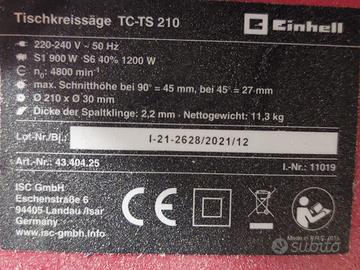 Tischkreissäge TC-TS 210
Einhell
220-240 V ~ 50 Hz
S1 900 W S6 40% 1200 W
n₀: 4800 min⁻¹
max. Schnitthöhe bei 90° = 45 mm, bei 45° = 27 mm
Ø 210 x Ø 30 mm
Dicke der Spaltklinge: 2,2 mm - Nettogewicht: 11,3 kg
Lot-Nr./Bj.: I-21-2628/2021/12
Art.-Nr.: 43.404.25
I.-Nr.: 11019
ISC GmbH
Eschenstraße 6
94405 Landau /Isar
Germany
www.isc-gmbh.info
CE
subito